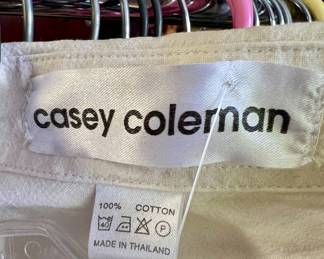 casey coleman
100% COTTON
40 P
MADE IN THAILAND